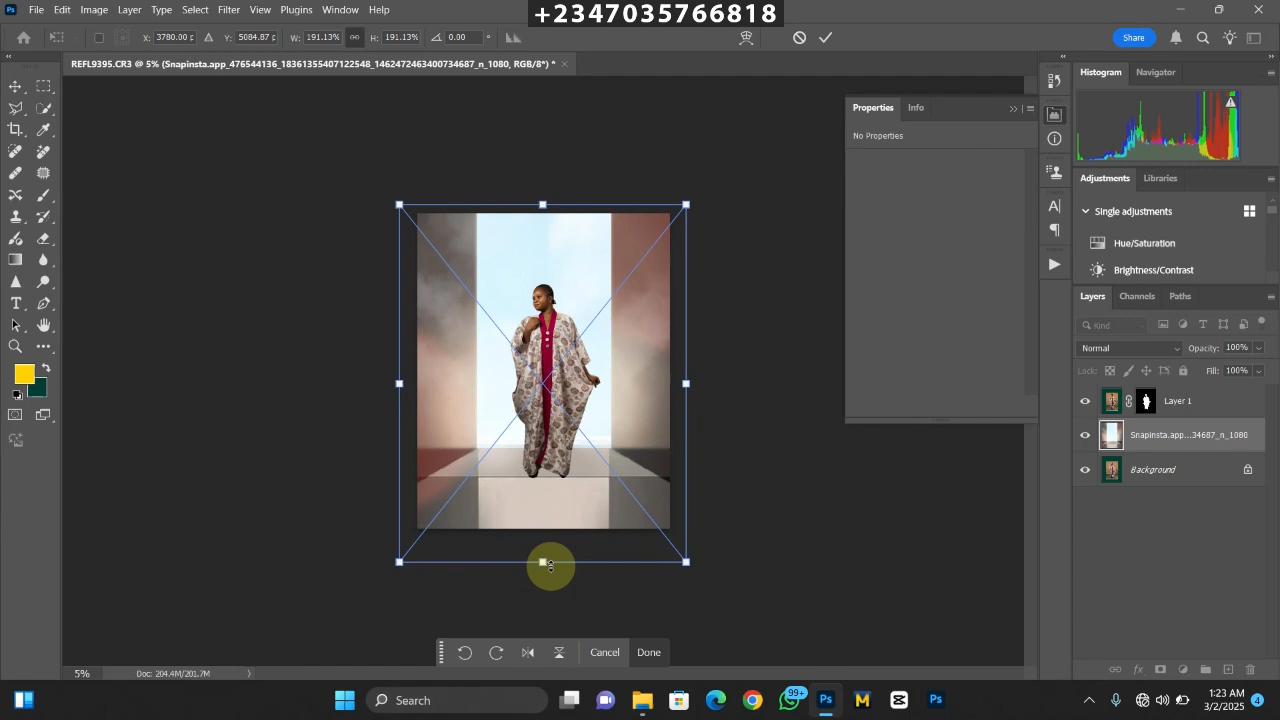 +2347035766818
File Edit Image Layer Type Select Filter View Plugins Window Help
X: 3780.00 p Y: 5084.87 p W: 191.13% H: 191.13% 0.00 ° Share
REFL9395.CR3 @ 5% (Snapinsta.app_476544136_18361355407122548_1462472463400734687_n_1080, RGB/8*) *
Histogram Navigator
Properties Info
No Properties
Adjustments Libraries
Single adjustments
Hue/Saturation
Brightness/Contrast
Layers Channels Paths
Kind
Normal Opacity: 100%
Lock: Fill: 100%
Layer 1
Snapinsta.app...34687_n_1080
Background
Cancel Done
5% Doc: 204.4M/201.7M
Search 99+
1:23 AM
3/2/2025 4